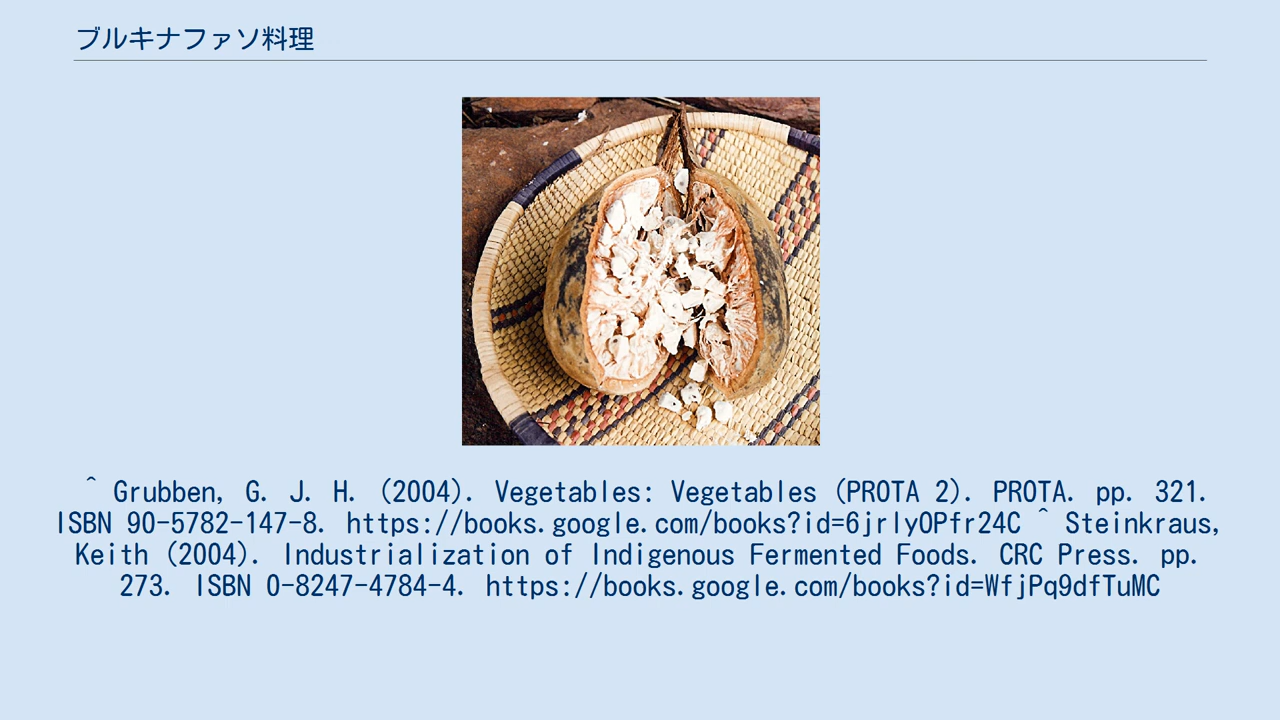 ブルキナファソ料理
^ Grubben, G. J. H. (2004). Vegetables: Vegetables (PROTA 2). PROTA. pp. 321.
ISBN 90-5782-147-8. https://books.google.com/books?id=6jrlyOPfr24C ^ Steinkraus,
Keith (2004). Industrialization of Indigenous Fermented Foods. CRC Press. pp.
273. ISBN 0-8247-4784-4. https://books.google.com/books?id=WfjPq9dfTuMC